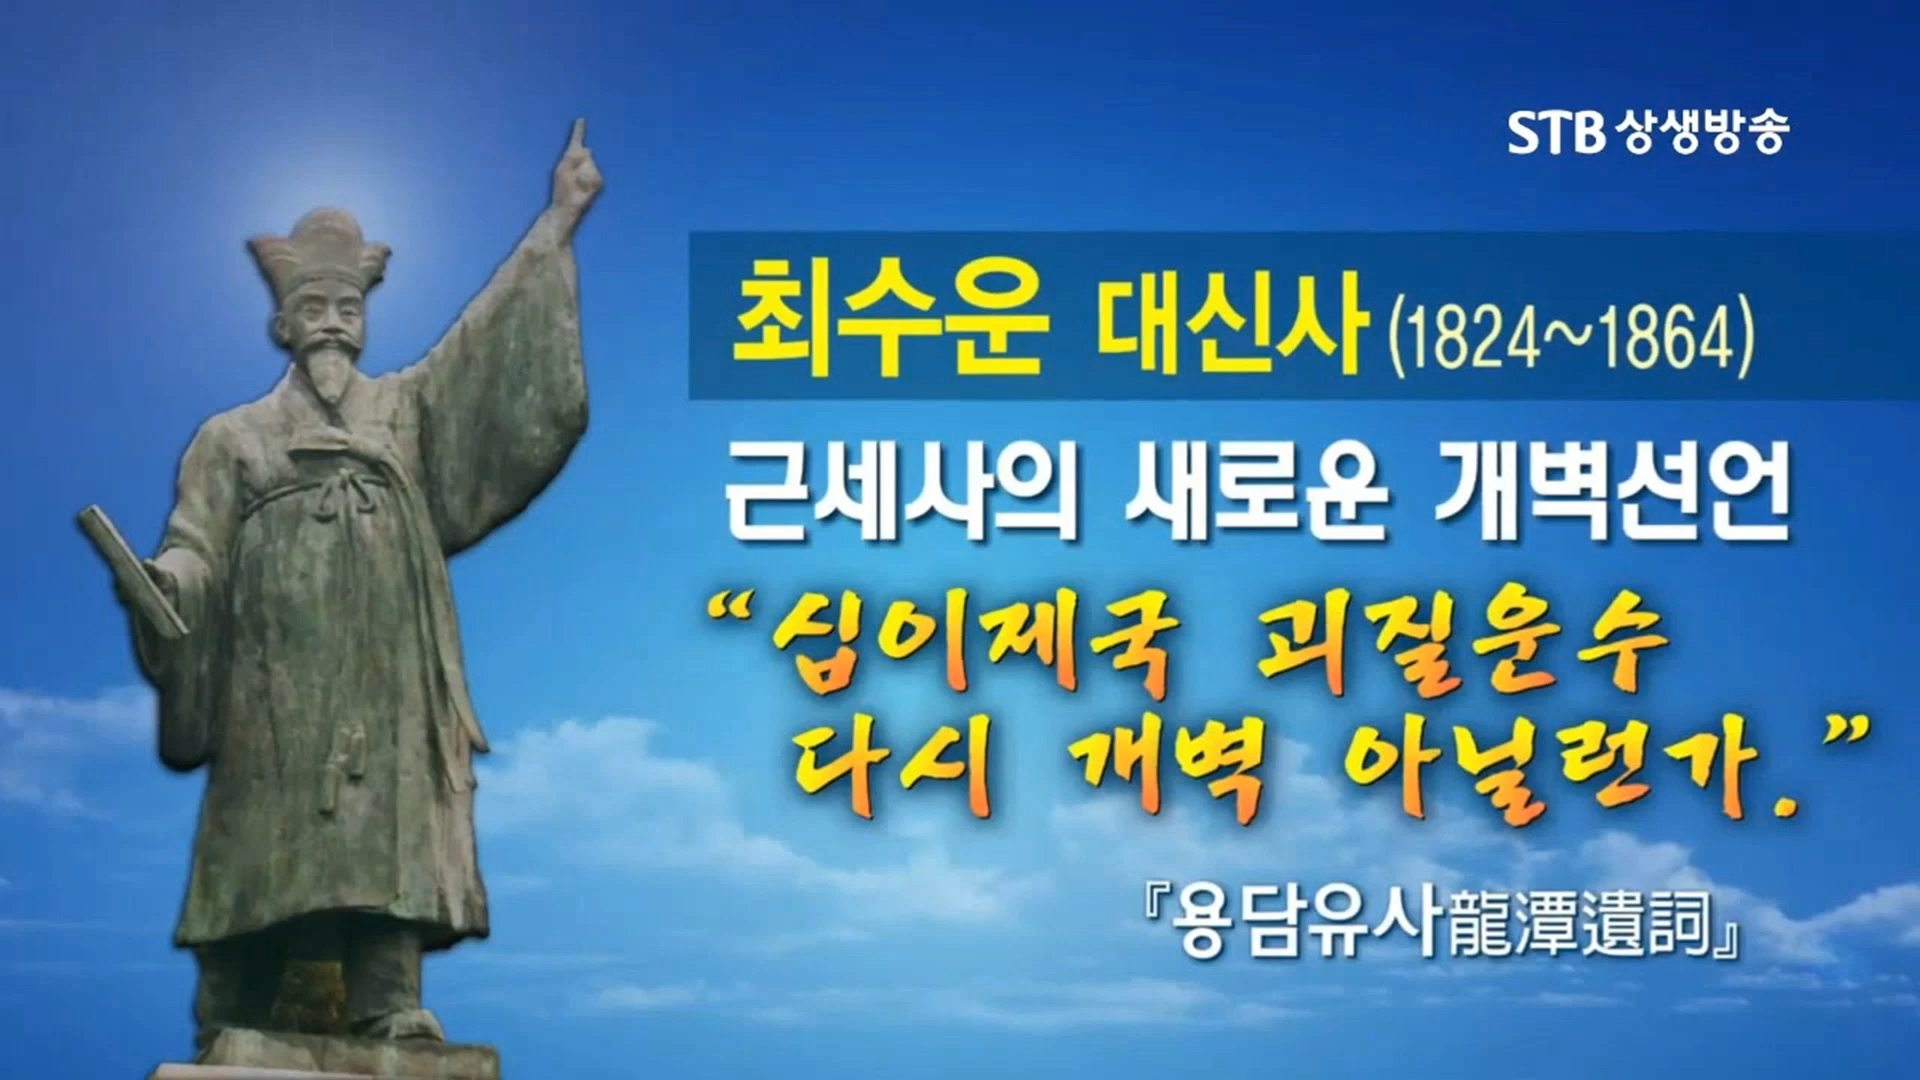 STB 상생방송
최수운 대신사 (1824~1864)
근세사의 새로운 개벽선언
“십이제국 괴질운수
다시 개벽 아닐런가.”
『용담유사龍潭遺詞』